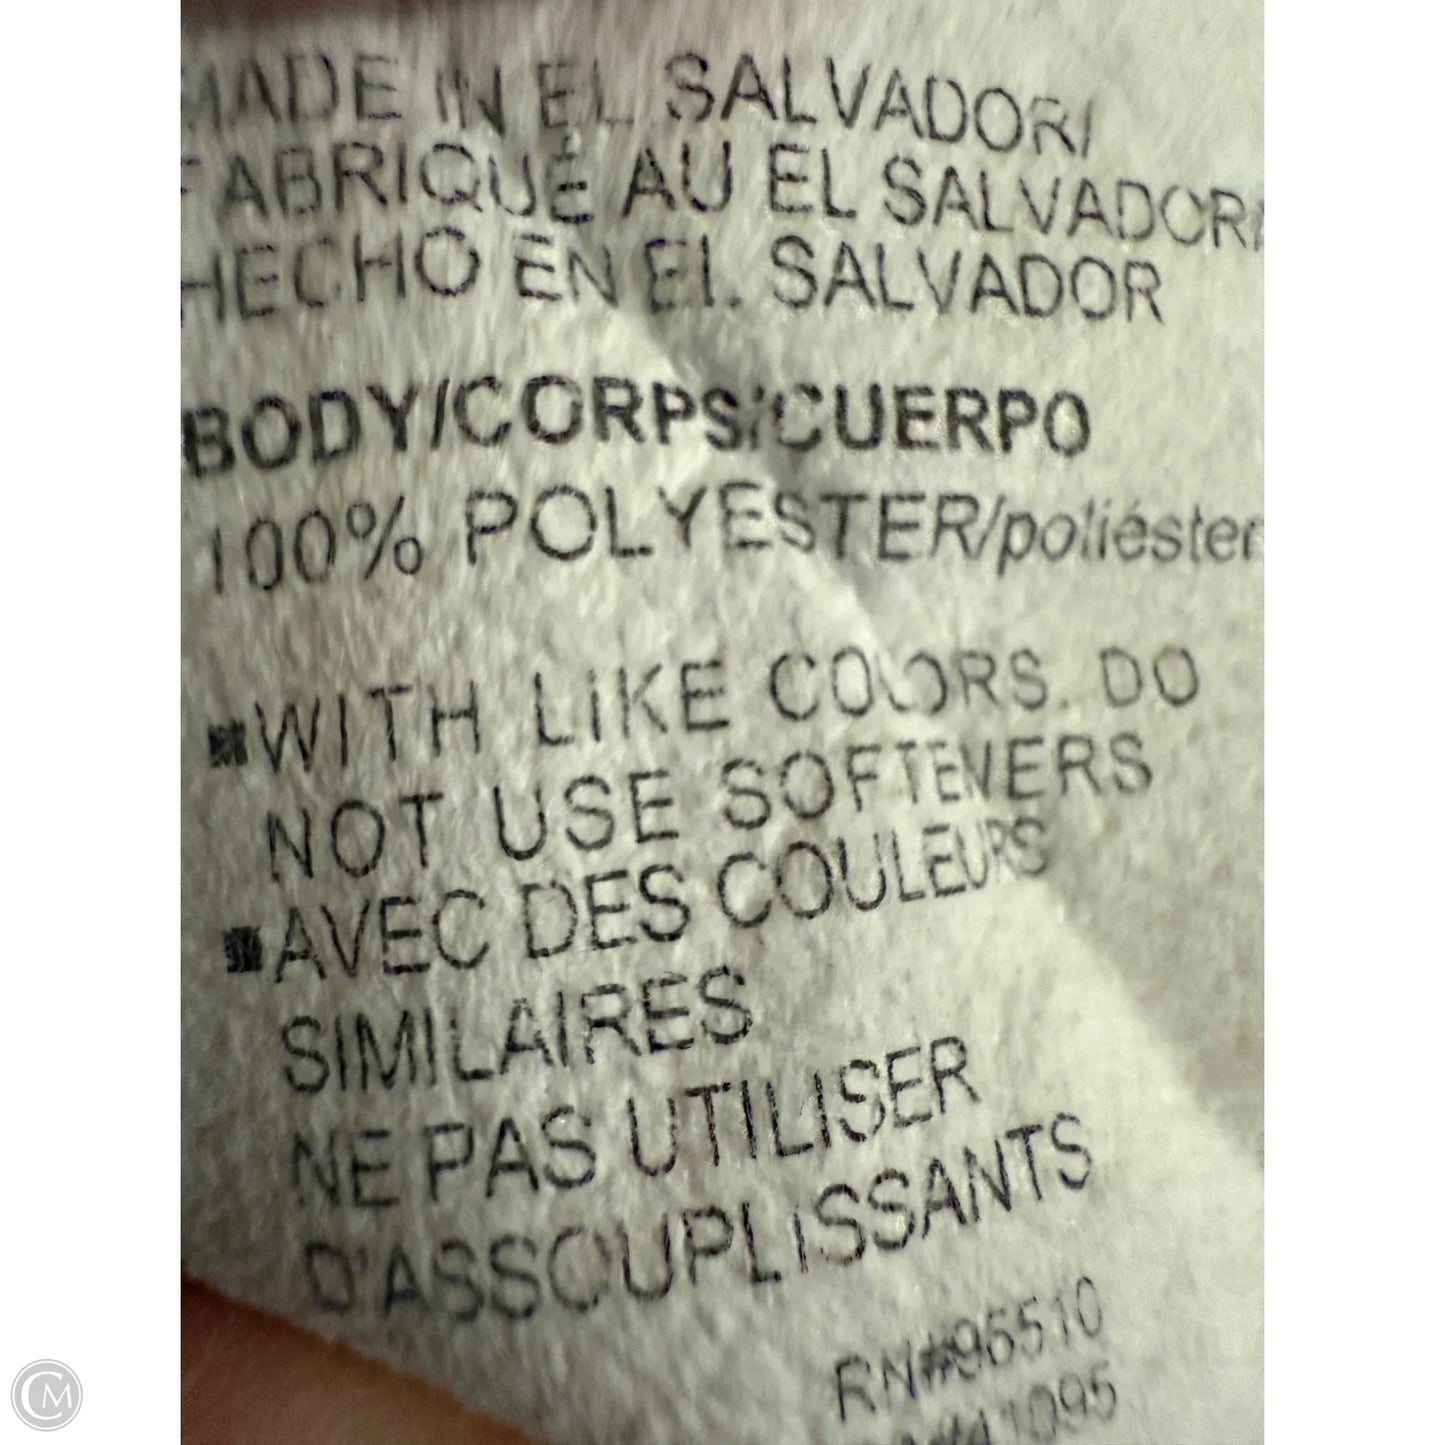 MADE IN EL SALVADOR/
FABRIQUÉ AU EL SALVADOR/
HECHO EN EL SALVADOR
BODY/CORPS/CUERPO
100% POLYESTER/poliéster
WITH LIKE COLORS. DO
NOT USE SOFTENERS
AVEC DES COULEURS
SIMILAIRES
NE PAS UTILISER
D'ASSOUPLISSANTS
RN#96510
CM